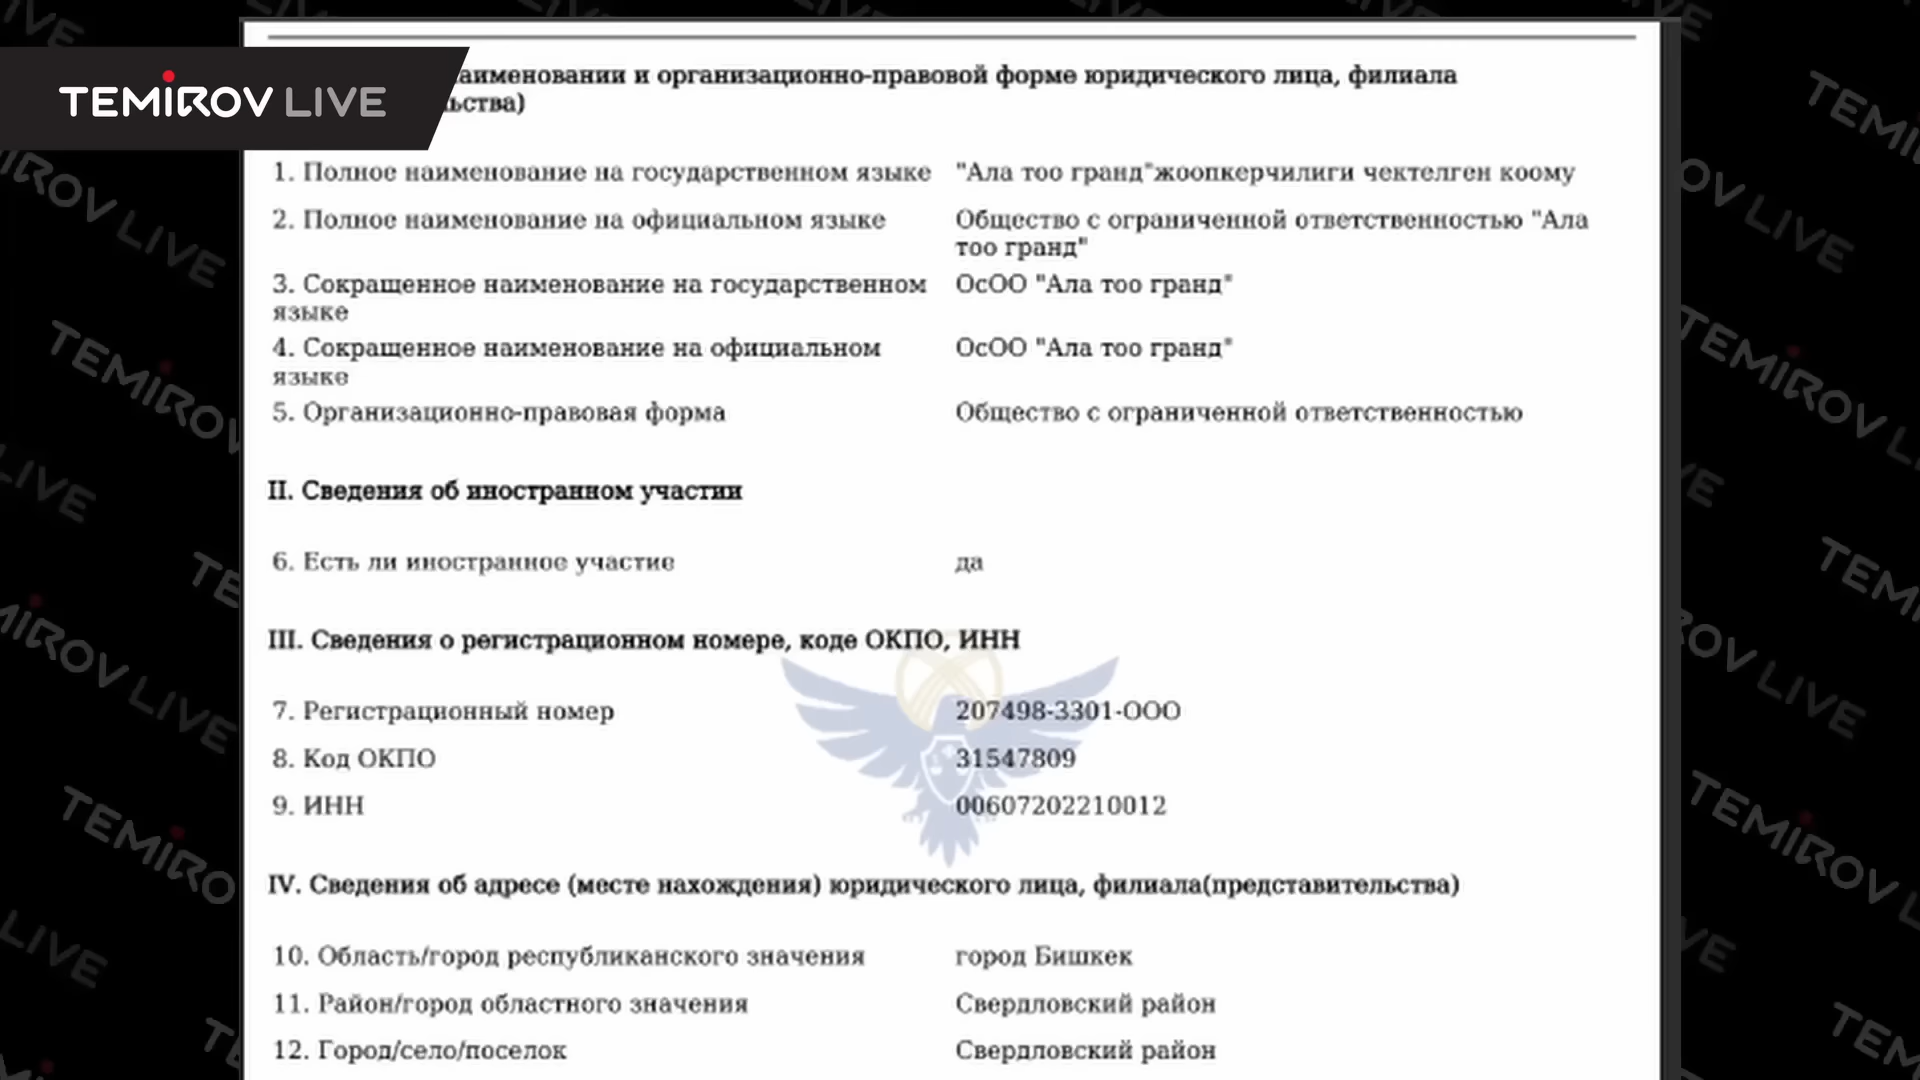 TEMIROV LIVE
аименовании и организационно-правовой форме юридического лица, филиала
ьства)
1. Полное наименование на государственном языке "Ала тоо гранд"жоопкерчилиги чектелген коому
2. Полное наименование на официальном языке Общество с ограниченной ответственностью "Ала
тоо гранд"
3. Сокращенное наименование на государственном ОсОО "Ала тоо гранд"
языке
4. Сокращенное наименование на официальном ОсОО "Ала тоо гранд"
языке
5. Организационно-правовая форма Общество с ограниченной ответственностью
II. Сведения об иностранном участии
6. Есть ли иностранное участие да
III. Сведения о регистрационном номере, коде ОКПО, ИНН
7. Регистрационный номер 207498-3301-ООО
8. Код ОКПО 31547809
9. ИНН 00607202210012
IV. Сведения об адресе (месте нахождения) юридического лица, филиала(представительства)
10. Область/город республиканского значения город Бишкек
11. Район/город областного значения Свердловский район
12. Город/село/поселок Свердловский район